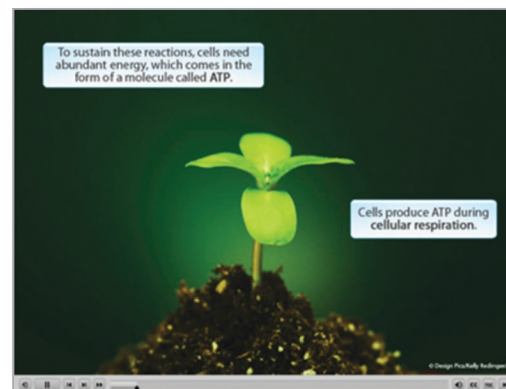 To sustain these reactions, cells need
abundant energy, which comes in the
form of a molecule called ATP.
Cells produce ATP during
cellular respiration.
© Design Pics/Kelly Redinger
CC